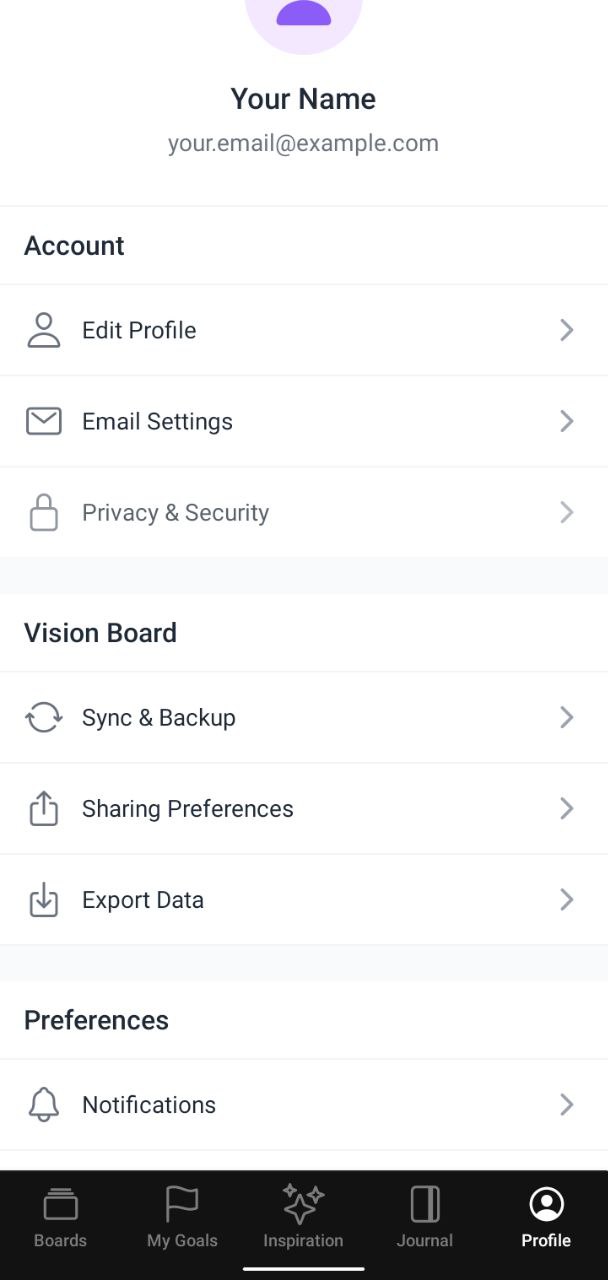 Your Name
your.email@example.com
Account
Edit Profile
Email Settings
Privacy & Security
Vision Board
Sync & Backup
Sharing Preferences
Export Data
Preferences
Notifications
Boards
My Goals
Inspiration
Journal
Profile